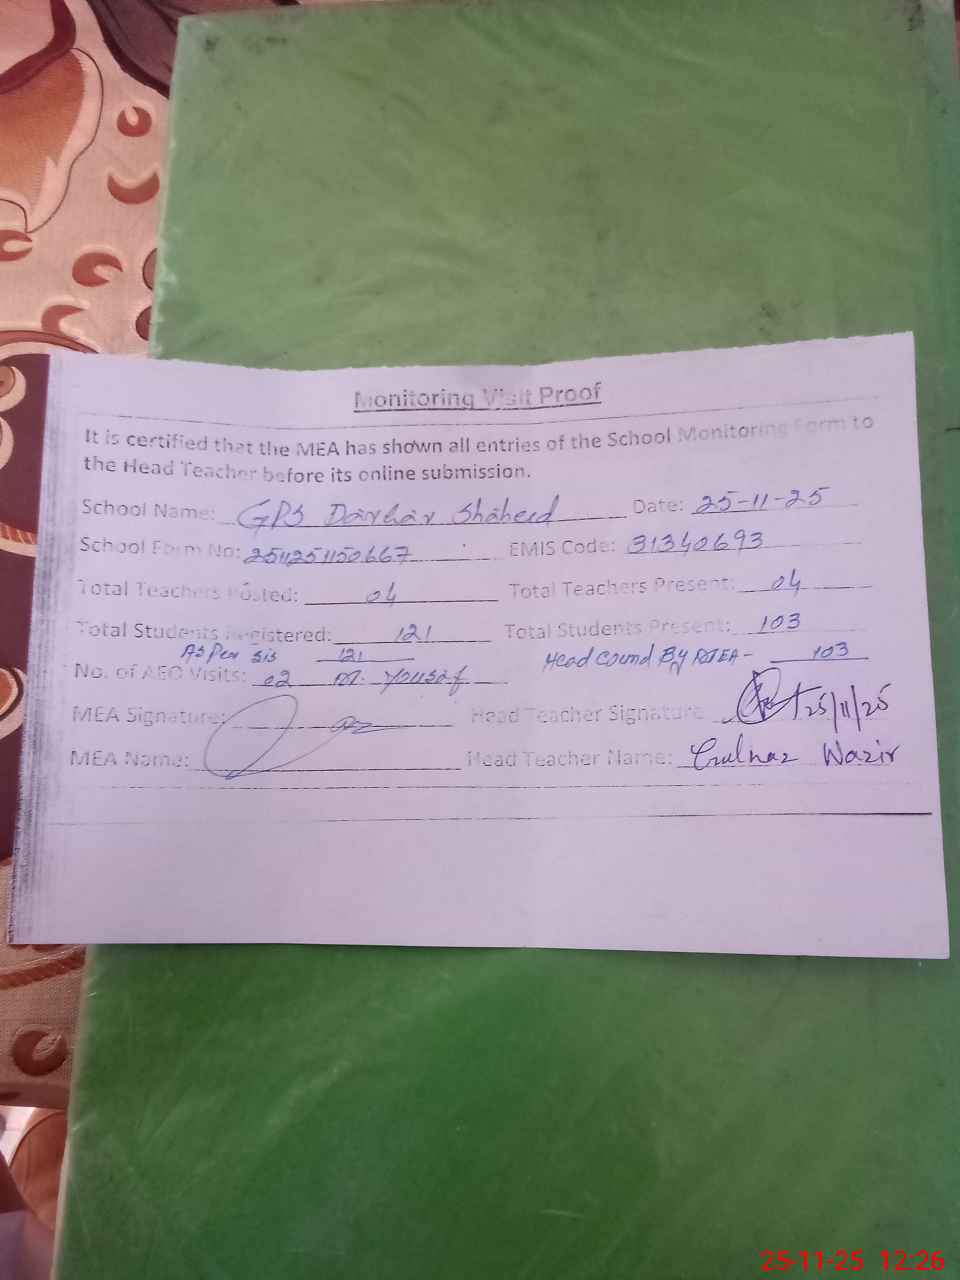 Monitoring Visit Proof
It is certified that the MEA has shown all entries of the School Monitoring Form to
the Head Teacher before its online submission.
School Name: GPS Darbar Shaheed Date: 25-11-25
School Form No: EMIS Code: 31340693
Total Teachers Posted: 04 Total Teachers Present: 04
Total Students Registered: 121 Total Students Present: 103
As Per SIS 121 Head Cound By MEA - 103
No. of AEO Visits: 02 Yousaf
MEA Signature: Head Teacher Signature 25/11/25
MEA Name: Head Teacher Name: Gulnaz Wazir
25-11-25 12:26